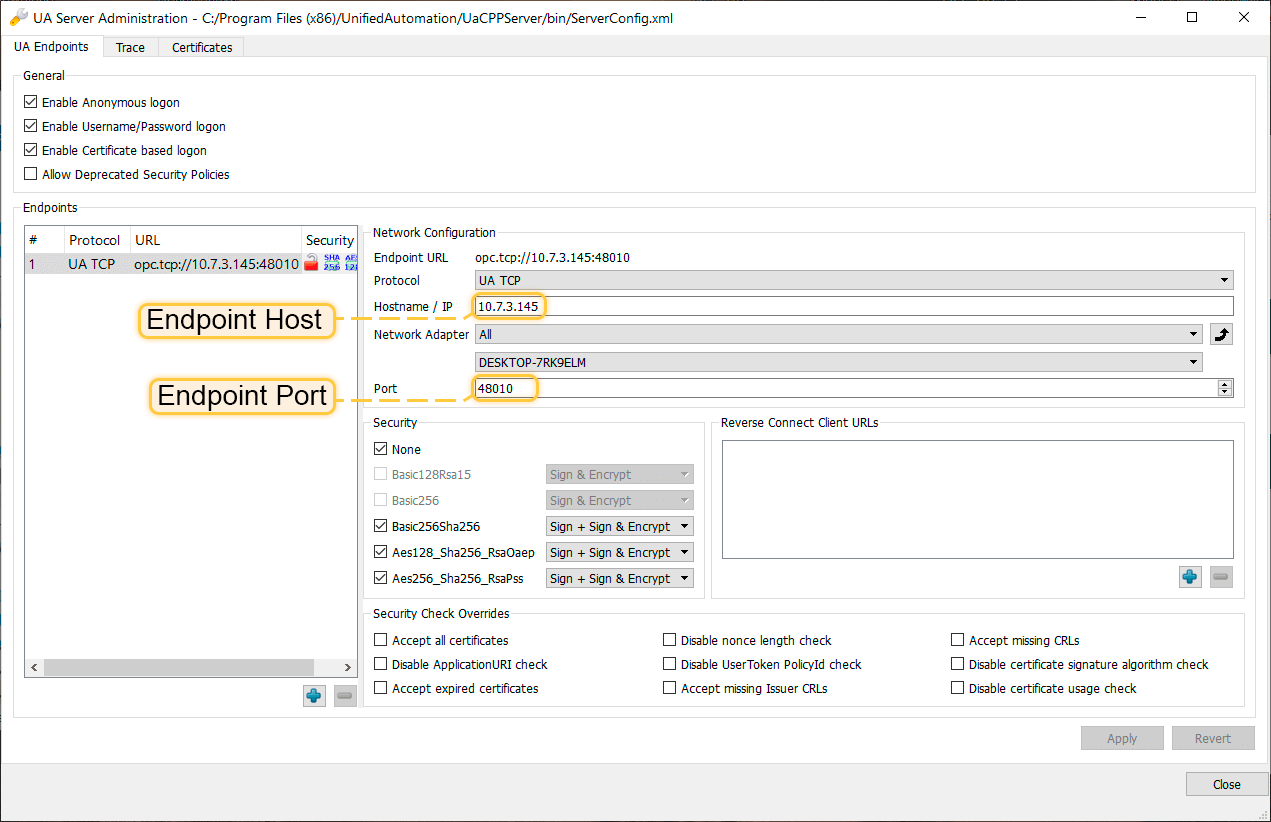 UA Server Administration - C:/Program Files (x86)/UnifiedAutomation/UaCPPServer/bin/ServerConfig.xml
UA Endpoints Trace Certificates
General
Enable Anonymous logon
Enable Username/Password logon
Enable Certificate based logon
Allow Deprecated Security Policies
Endpoints
# Protocol URL Security
1 UA TCP opc.tcp://10.7.3.145:48010 SHA 256
Network Configuration
Endpoint URL opc.tcp://10.7.3.145:48010
Protocol UA TCP
Hostname / IP 10.7.3.145
Endpoint Host
Network Adapter All
DESKTOP-7RK9ELM
Port 48010
Endpoint Port
Security
None
Basic128Rsa15 Sign & Encrypt
Basic256 Sign & Encrypt
Basic256Sha256 Sign + Sign & Encrypt
Aes128_Sha256_RsaOaep Sign + Sign & Encrypt
Aes256_Sha256_RsaPss Sign + Sign & Encrypt
Reverse Connect Client URLs
Security Check Overrides
Accept all certificates Disable nonce length check Accept missing CRLs
Disable ApplicationURI check Disable UserToken PolicyId check Disable certificate signature algorithm check
Accept expired certificates Accept missing Issuer CRLs Disable certificate usage check
Apply Revert
Close